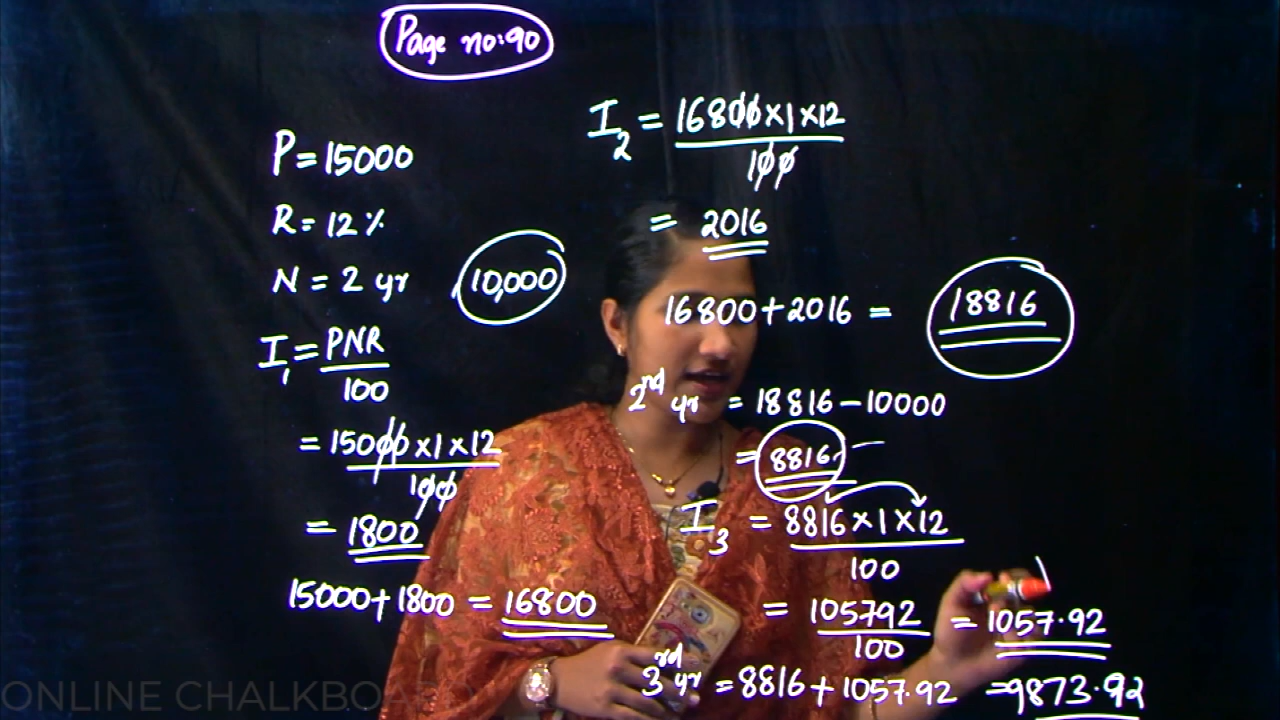 Page no:90
P = 15000
R = 12 %
N = 2 yr
10,000
I₁ = PNR
100
= 15000 × 1 × 12
100
= 1800
15000 + 1800 = 16800
I₂ = 16800 × 1 × 12
100
= 2016
16800 + 2016 = 18816
2nd yr = 18816 - 10000
= 8816
I₃ = 8816 × 1 × 12
100
= 105792 = 1057.92
100
3rd yr = 8816 + 1057.92 = 9873.92
ONLINE CHALKBOARD